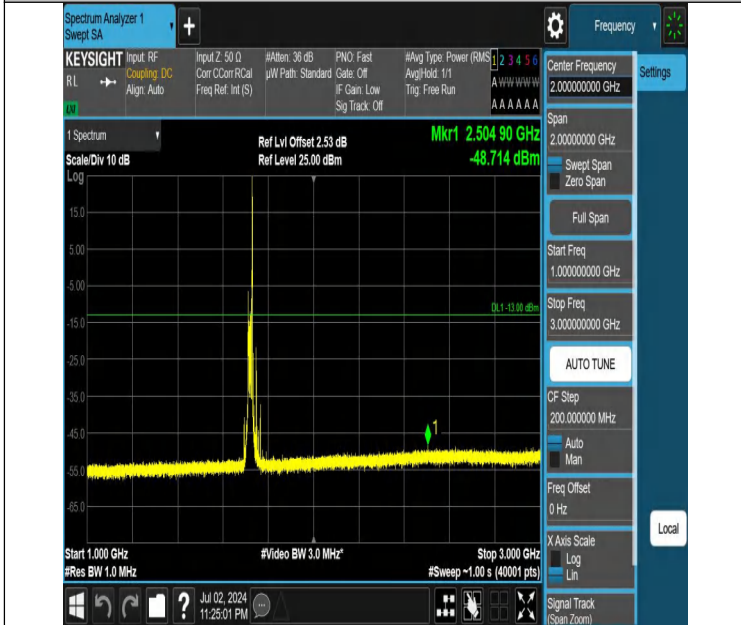 Spectrum Analyzer 1
Swept SA
+
Frequency
KEYSIGHT
RL
Input: RF
Coupling: DC
Align: Auto
Input Z: 50 Ω
Corr CCorr RCal
Freq Ref: Int (S)
#Atten: 36 dB
µW Path: Standard
PNO: Fast
Gate: Off
IF Gain: Low
Sig Track: Off
#Avg Type: Power (RMS
Avg|Hold: 1/1
Trig: Free Run
1 2 3 4 5 6
A W W W W W
A A A A A A
1 Spectrum
Scale/Div 10 dB
Ref Lvl Offset 2.53 dB
Ref Level 25.00 dBm
Mkr1 2.504 90 GHz
-48.714 dBm
Log
15.0
5.00
-5.00
-15.0
-25.0
-35.0
-45.0
-55.0
-65.0
DL1 -13.00 dBm
1
Start 1.000 GHz
#Res BW 1.0 MHz
#Video BW 3.0 MHz*
Stop 3.000 GHz
#Sweep ~1.00 s (40001 pts)
Center Frequency
2.000000000 GHz
Span
2.00000000 GHz
Swept Span
Zero Span
Full Span
Start Freq
1.000000000 GHz
Stop Freq
3.000000000 GHz
AUTO TUNE
CF Step
200.000000 MHz
Auto
Man
Freq Offset
0 Hz
X Axis Scale
Log
Lin
Signal Track
(Span Zoom)
Settings
Local
?
Jul 02, 2024
11:25:01 PM